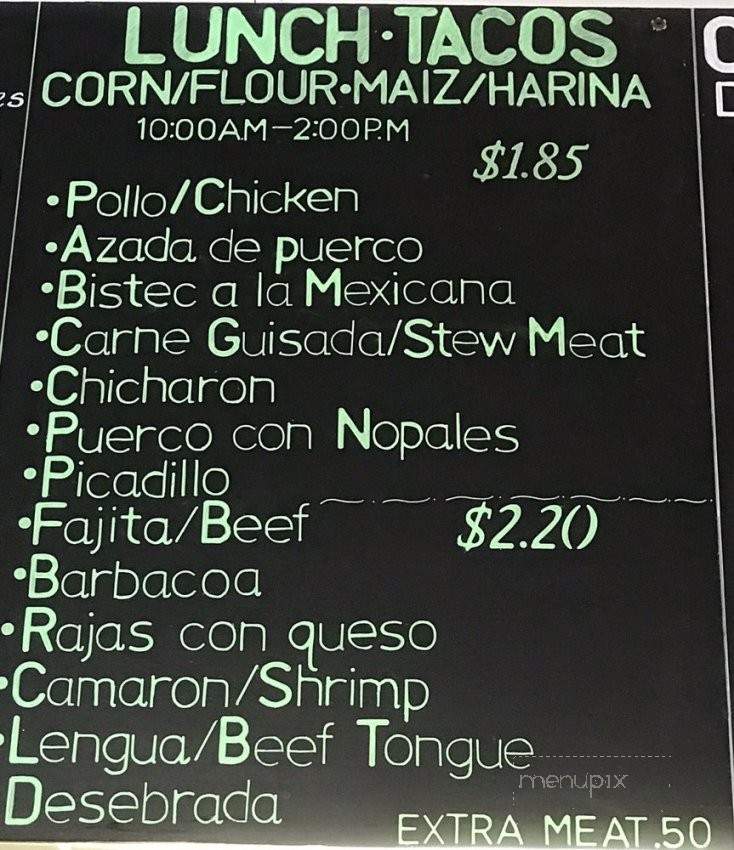 LUNCH·TACOS
CORN/FLOUR·MAIZ/HARINA
10:00AM-2:00P.M
$1.85
•Pollo/Chicken
•Azada de puerco
•Bistec a la Mexicana
•Carne Guisada/Stew Meat
•Chicharon
•Puerco con Nopales
•Picadillo
•Fajita/Beef $2.20
•Barbacoa
•Rajas con queso
•Camaron/Shrimp
•Lengua/Beef Tongue
Desebrada
menupix
EXTRA MEAT .50